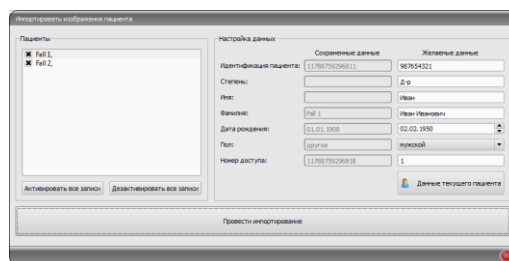 Импортировать изображения пациента
Пациенты
Fall 1,
Fall 2,
Активировать все записи
Дезактивировать все записи
Настройка данных
Сохраненные данные Желаемые данные
Идентификация пациента: 11788759296811 987654321
Степень: Д-р
Имя: Иван
Фамилия: Fall 1 Иван Иванович
Дата рождения: 01.01.1900 02.02.1950
Пол: другие мужской
Номер доступа: 11788759296818 1
Данные текущего пациента
Провести импортирование